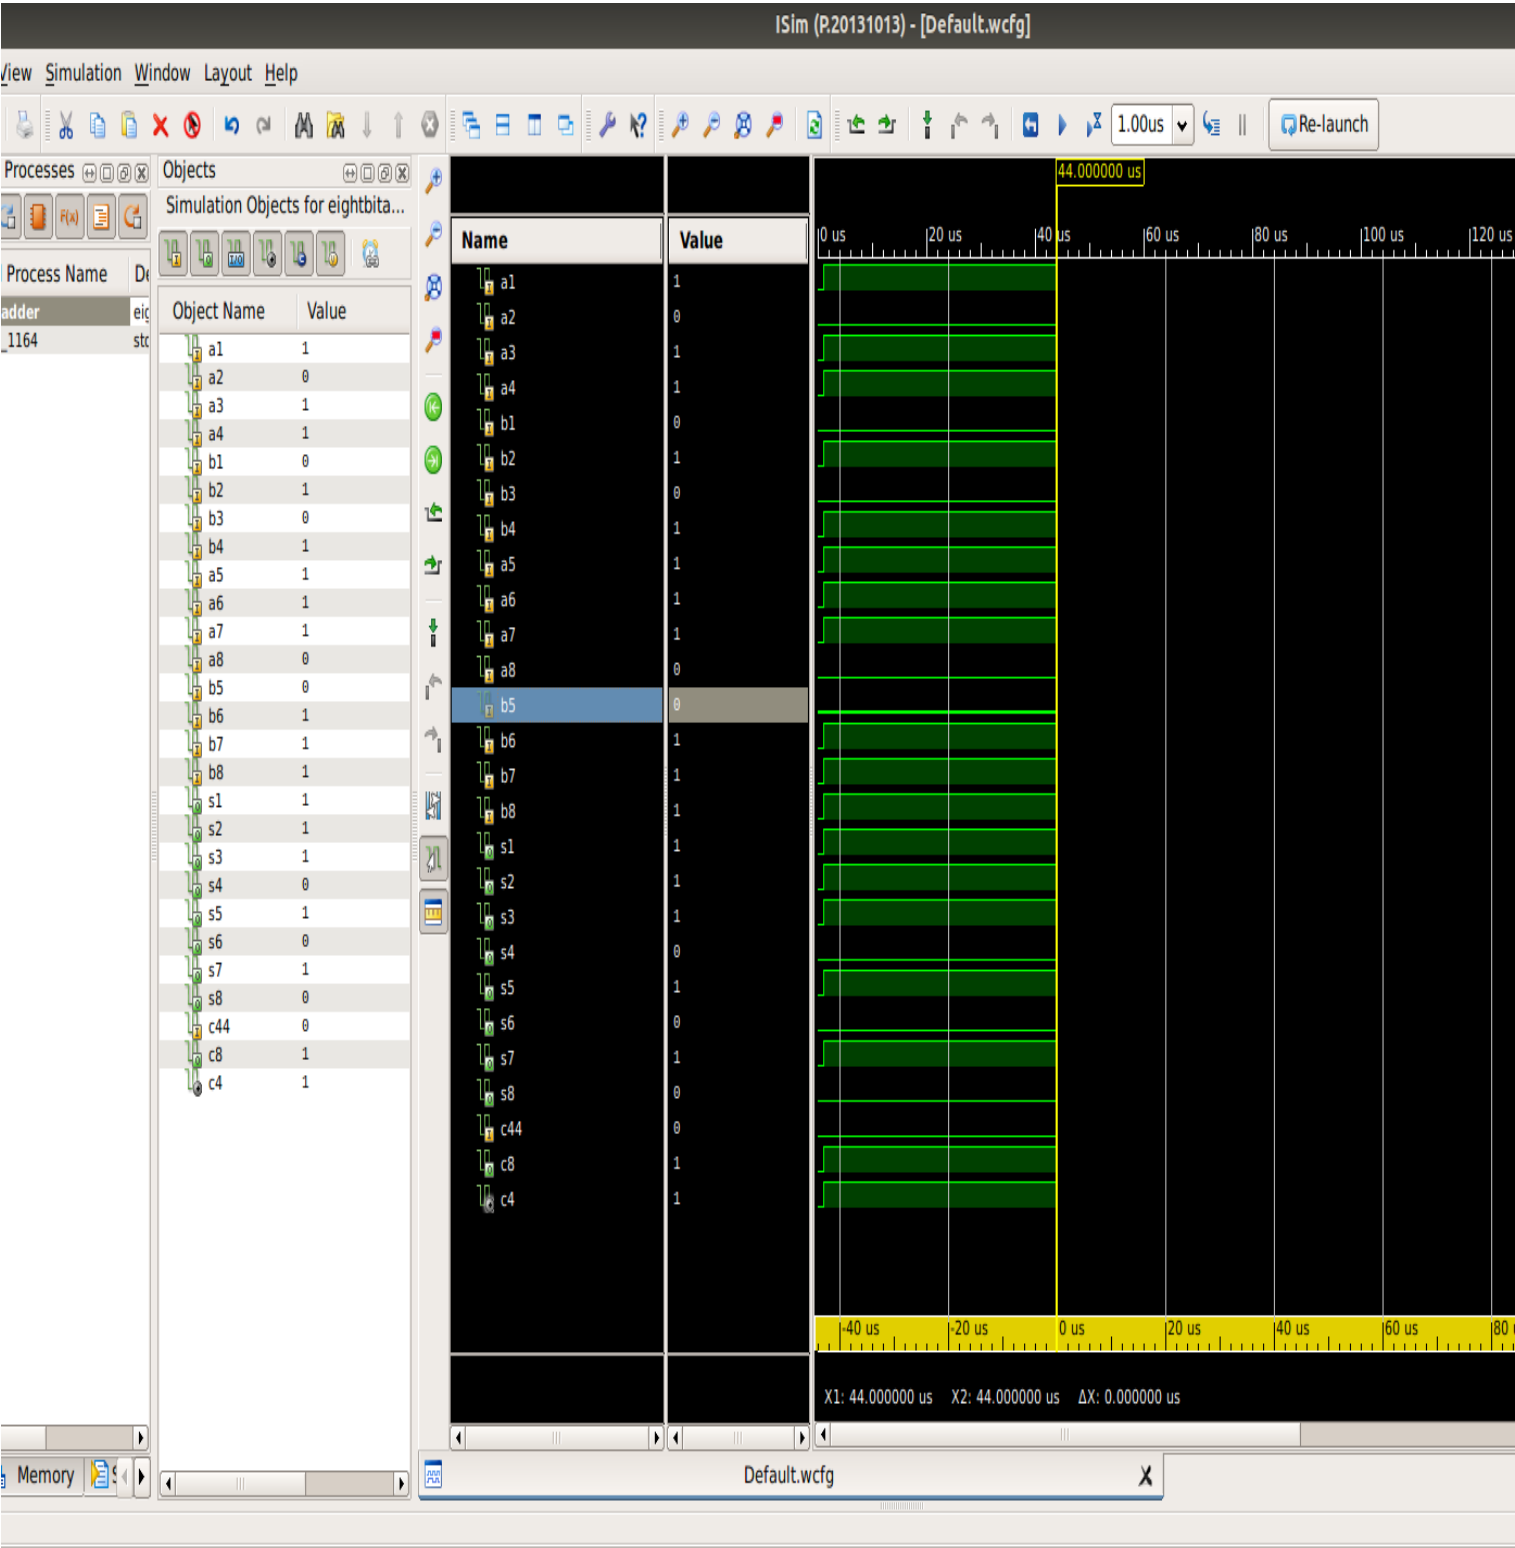 ISim (P.20131013) - [Default.wcfg]
View Simulation Window Layout Help
1.00us Re-launch
Processes Objects
Simulation Objects for eightbita...
Process Name De
adder eig
_1164 std
Object Name Value
a1 1
a2 0
a3 1
a4 1
b1 0
b2 1
b3 0
b4 1
a5 1
a6 1
a7 1
a8 0
b5 0
b6 1
b7 1
b8 1
s1 1
s2 1
s3 1
s4 0
s5 1
s6 0
s7 1
s8 0
c44 0
c8 1
c4 1
44.000000 us
Name Value
0 us 20 us 40 us 60 us 80 us 100 us 120 us
a1 1
a2 0
a3 1
a4 1
b1 0
b2 1
b3 0
b4 1
a5 1
a6 1
a7 1
a8 0
b5 0
b6 1
b7 1
b8 1
s1 1
s2 1
s3 1
s4 0
s5 1
s6 0
s7 1
s8 0
c44 0
c8 1
c4 1
-40 us -20 us 0 us 20 us 40 us 60 us 80
X1: 44.000000 us X2: 44.000000 us ΔX: 0.000000 us
Memory
Default.wcfg